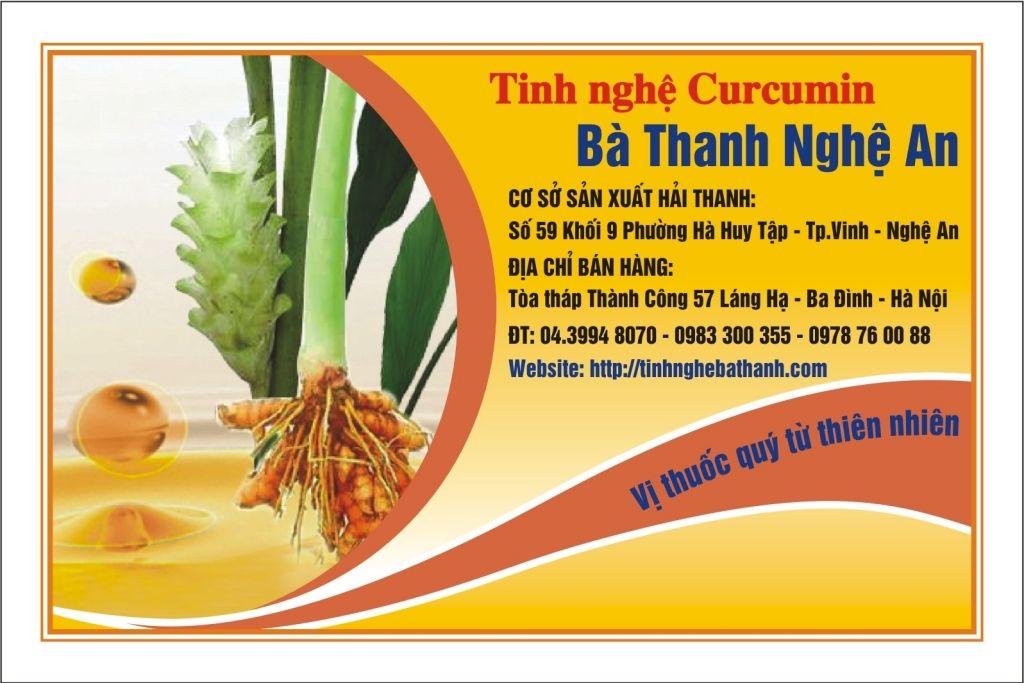 Tinh nghệ Curcumin
Bà Thanh Nghệ An
CƠ SỞ SẢN XUẤT HẢI THANH:
Số 59 Khối 9 Phường Hà Huy Tập - Tp.Vinh - Nghệ An
ĐỊA CHỈ BÁN HÀNG:
Tòa tháp Thành Công 57 Láng Hạ - Ba Đình - Hà Nội
ĐT: 04.3994 8070 - 0983 300 355 - 0978 76 00 88
Website: http://tinhnghebathanh.com
Vị thuốc quý từ thiên nhiên